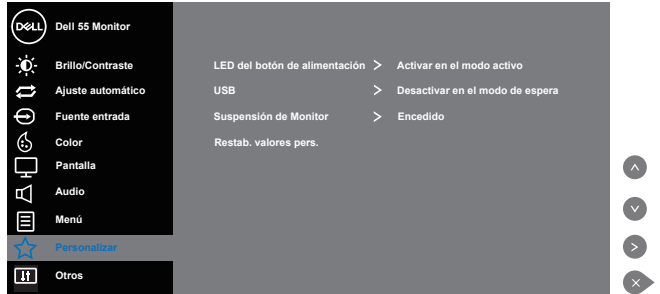 DELL
Dell 55 Monitor
Brillo/Contraste
LED del botón de alimentación > Activar en el modo activo
Ajuste automático
USB > Desactivar en el modo de espera
Fuente entrada
Suspensión de Monitor > Encedido
Color
Restab. valores pers.
Pantalla
Audio
Menú
Personalizar
Otros